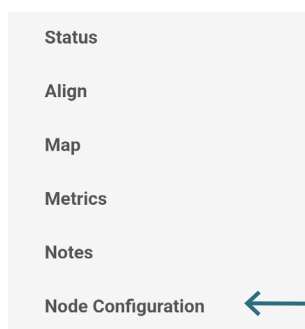 Status
Align
Map
Metrics
Notes
Node Configuration